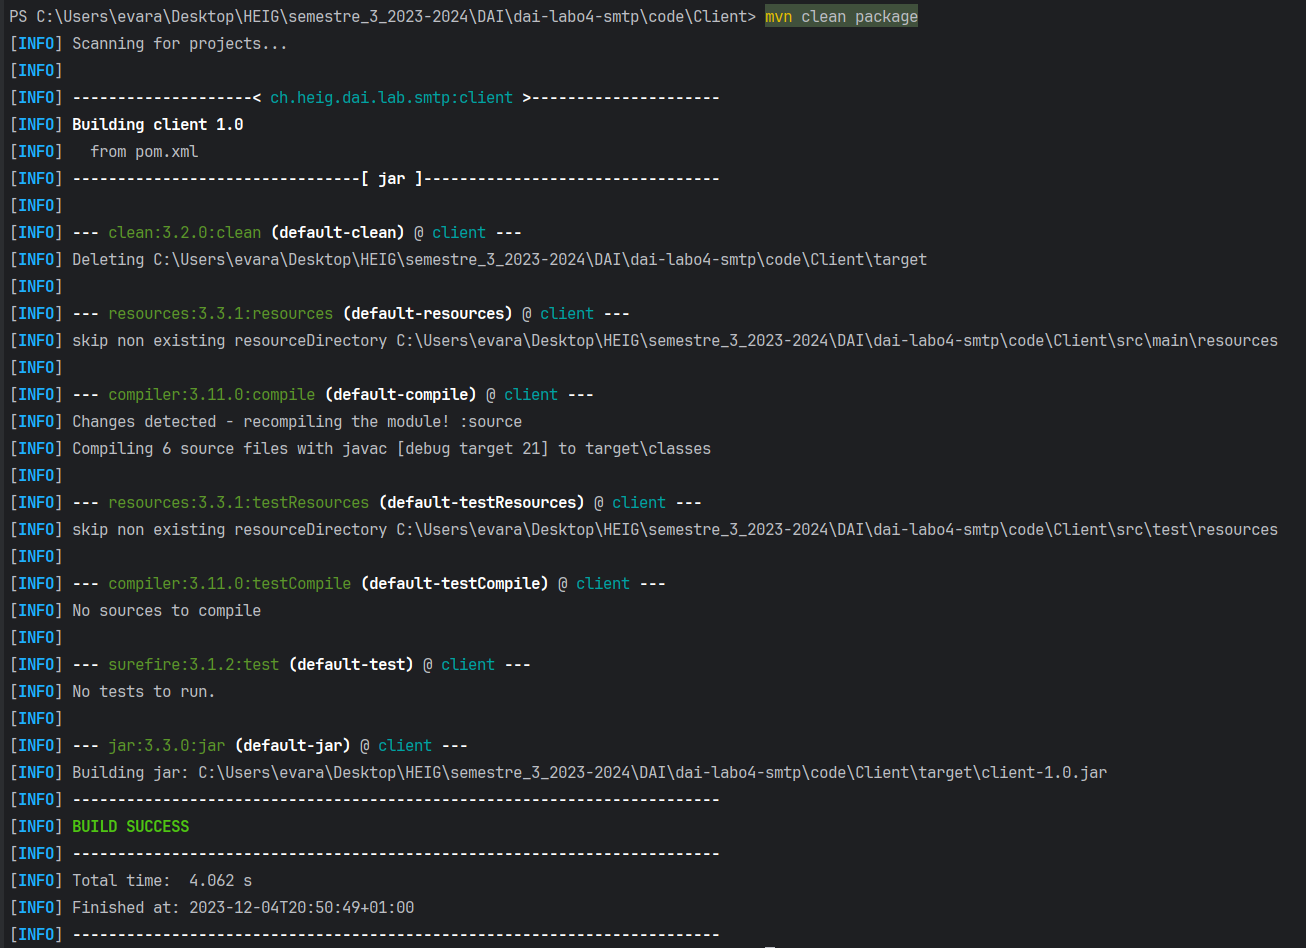 PS C:\Users\evara\Desktop\HEIG\semestre_3_2023-2024\DAI\dai-labo4-smtp\code\Client> mvn clean package
[INFO] Scanning for projects...
[INFO]
[INFO] --------------------< ch.heig.dai.lab.smtp:client >---------------------
[INFO] Building client 1.0
[INFO]   from pom.xml
[INFO] --------------------------------[ jar ]---------------------------------
[INFO]
[INFO] --- clean:3.2.0:clean (default-clean) @ client ---
[INFO] Deleting C:\Users\evara\Desktop\HEIG\semestre_3_2023-2024\DAI\dai-labo4-smtp\code\Client\target
[INFO]
[INFO] --- resources:3.3.1:resources (default-resources) @ client ---
[INFO] skip non existing resourceDirectory C:\Users\evara\Desktop\HEIG\semestre_3_2023-2024\DAI\dai-labo4-smtp\code\Client\src\main\resources
[INFO]
[INFO] --- compiler:3.11.0:compile (default-compile) @ client ---
[INFO] Changes detected - recompiling the module! :source
[INFO] Compiling 6 source files with javac [debug target 21] to target\classes
[INFO]
[INFO] --- resources:3.3.1:testResources (default-testResources) @ client ---
[INFO] skip non existing resourceDirectory C:\Users\evara\Desktop\HEIG\semestre_3_2023-2024\DAI\dai-labo4-smtp\code\Client\src\test\resources
[INFO]
[INFO] --- compiler:3.11.0:testCompile (default-testCompile) @ client ---
[INFO] No sources to compile
[INFO]
[INFO] --- surefire:3.1.2:test (default-test) @ client ---
[INFO] No tests to run.
[INFO]
[INFO] --- jar:3.3.0:jar (default-jar) @ client ---
[INFO] Building jar: C:\Users\evara\Desktop\HEIG\semestre_3_2023-2024\DAI\dai-labo4-smtp\code\Client\target\client-1.0.jar
[INFO] ------------------------------------------------------------------------
[INFO] BUILD SUCCESS
[INFO] ------------------------------------------------------------------------
[INFO] Total time:  4.062 s
[INFO] Finished at: 2023-12-04T20:50:49+01:00
[INFO] ------------------------------------------------------------------------